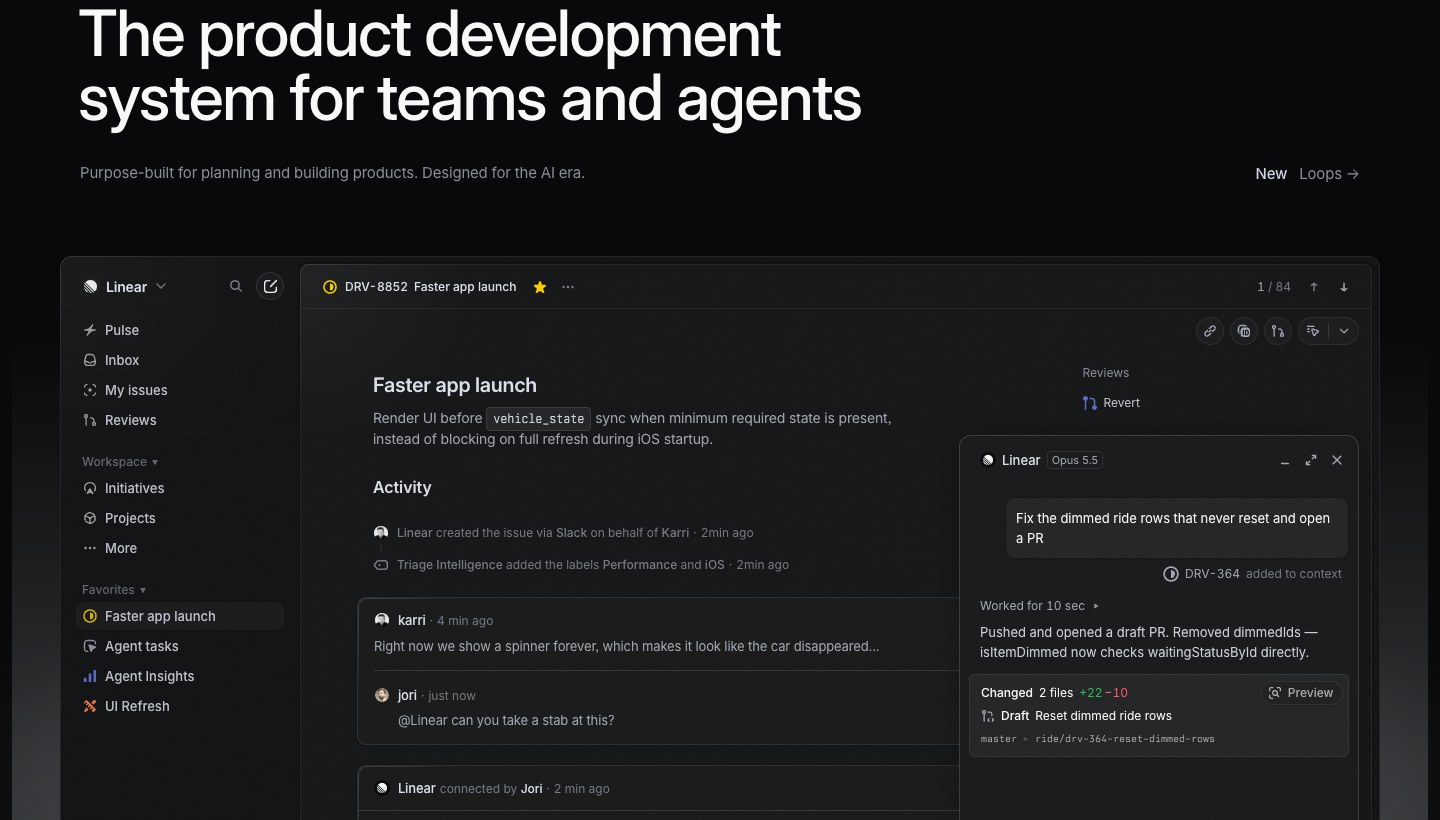 The product development
system for teams and agents
Purpose-built for planning and building products. Designed for the AI era.
New Loops →
Linear
Pulse
Inbox
My issues
Reviews
Workspace ▾
Initiatives
Projects
More
Favorites ▾
Faster app launch
Agent tasks
Agent Insights
UI Refresh
DRV-8852 Faster app launch
1 / 84
Faster app launch
Render UI before vehicle_state sync when minimum required state is present,
instead of blocking on full refresh during iOS startup.
Activity
Linear created the issue via Slack on behalf of Karri · 2min ago
Triage Intelligence added the labels Performance and iOS · 2min ago
karri · 4 min ago
Right now we show a spinner forever, which makes it look like the car disappeared...
jori · just now
@Linear can you take a stab at this?
Linear connected by Jori · 2 min ago
Reviews
Revert
Linear Opus 5.5
Fix the dimmed ride rows that never reset and open
a PR
DRV-364 added to context
Worked for 10 sec ▸
Pushed and opened a draft PR. Removed dimmedIds —
isItemDimmed now checks waitingStatusById directly.
Changed 2 files +22 −10
Preview
Draft Reset dimmed ride rows
master ride/drv-364-reset-dimmed-rows